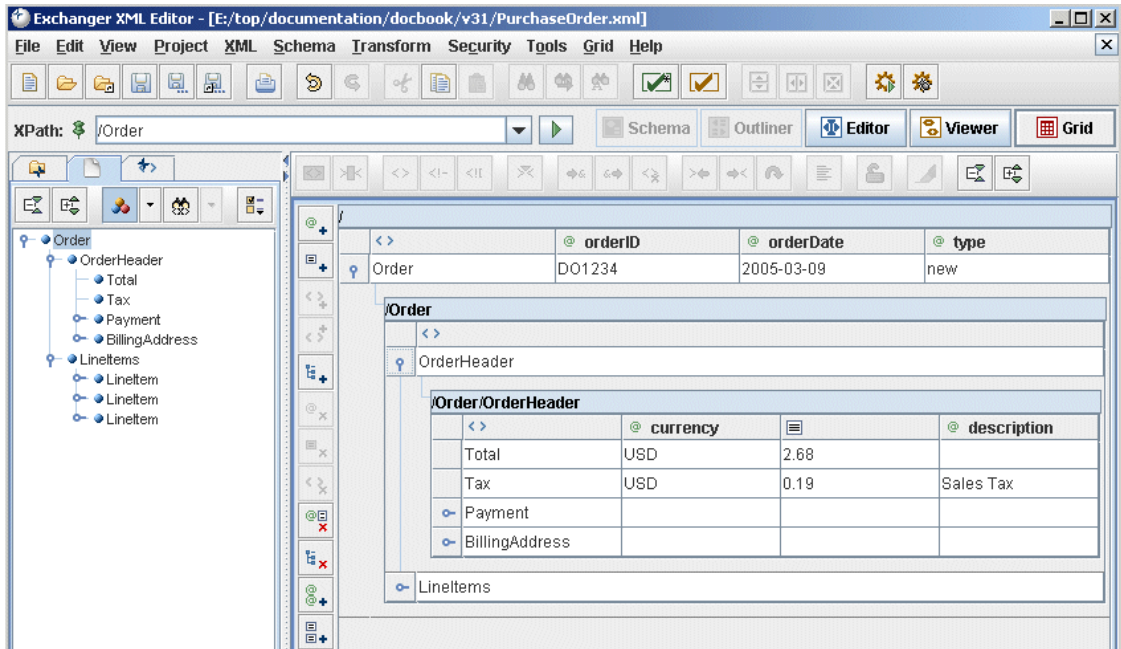 Exchanger XML Editor - [E:/top/documentation/docbook/v31/PurchaseOrder.xml]
File Edit View Project XML Schema Transform Security Tools Grid Help
XPath: /Order Schema Outliner Editor Viewer Grid
/
< > @ orderID @ orderDate @ type
Order DO1234 2005-03-09 new
/Order
< >
OrderHeader
/Order/OrderHeader
< > @ currency @ description
Total USD 2.68
Tax USD 0.19 Sales Tax
Payment
BillingAddress
LineItems
Order
OrderHeader
Total
Tax
Payment
BillingAddress
LineItems
LineItem
LineItem
LineItem